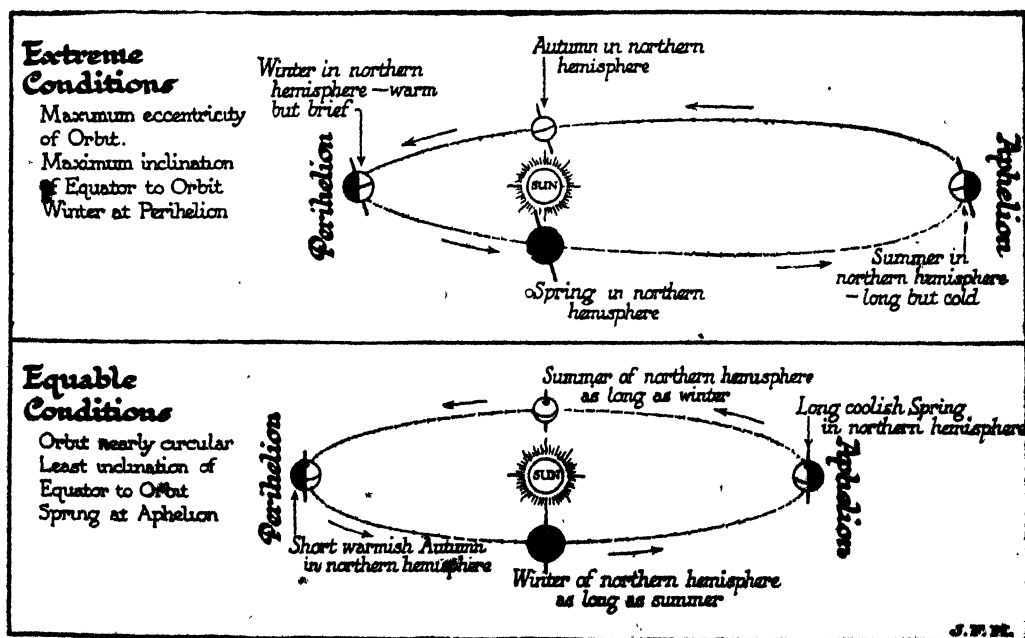 Extreme
Conditions
Maximum eccentricity
of Orbit.
Maximum inclination
of Equator to Orbit
Winter at Perihelion
Winter in northern
hemisphere — warm
but brief
Autumn in northern
hemisphere
Perihelion
SUN
Aphelion
Summer in
northern hemisphere
— long but cold
Spring in northern
hemisphere
Equable
Conditions
Orbit nearly circular
Least inclination of
Equator to Orbit
Spring at Aphelion
Summer of northern hemisphere
as long as winter
Long coolish Spring
in northern hemisphere
Perihelion
SUN
Aphelion
Short warmish Autumn
in northern hemisphere
Winter of northern hemisphere
as long as summer
J.F.H.